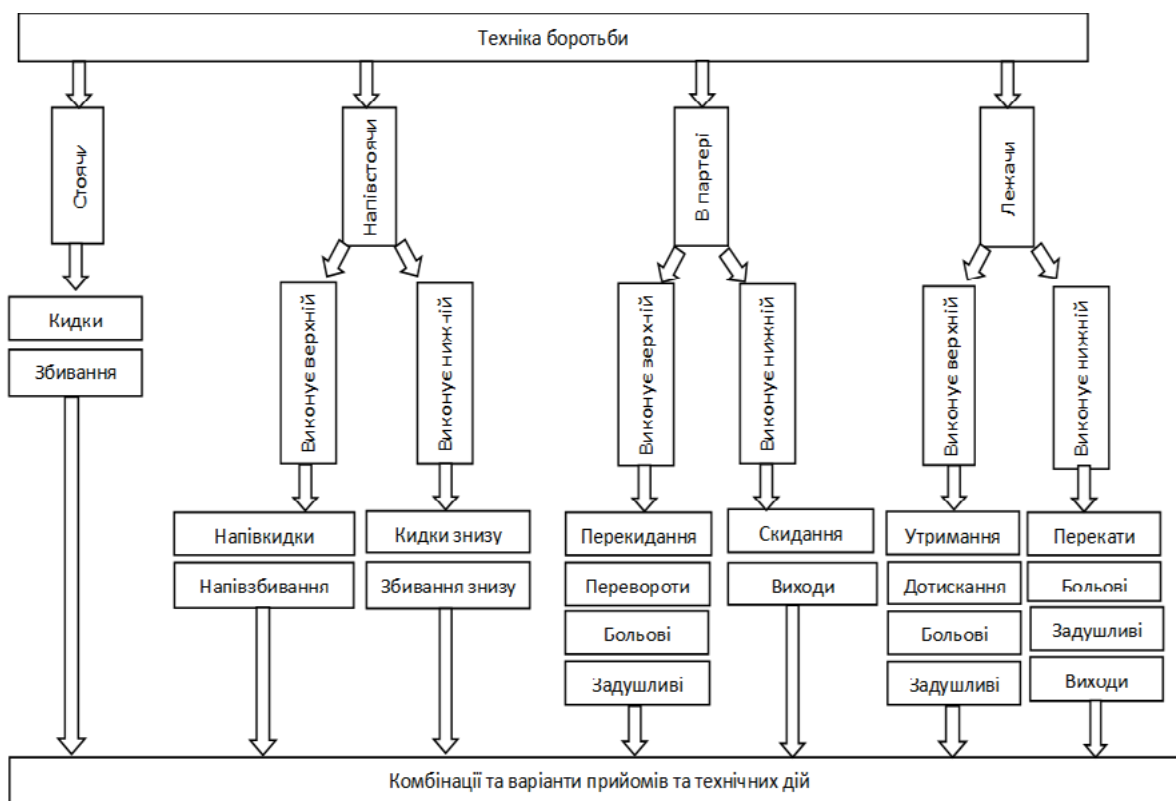 Техніка боротьби
Стоячи
Напівстоячи
В партері
Лежачи
Кидки
Збивання
Виконує верхній
Виконує нижній
Виконує зерхній
Виконує нижній
Виконує верхній
Виконує нижній
Напівкидки
Напівзбивання
Кидки знизу
Збивання знизу
Перекидання
Перевороти
Больові
Задушливі
Скидання
Виходи
Утримання
Дотискання
Больові
Задушливі
Перекати
Больові
Задушливі
Виходи
Комбінації та варіанти прийомів та технічних дій